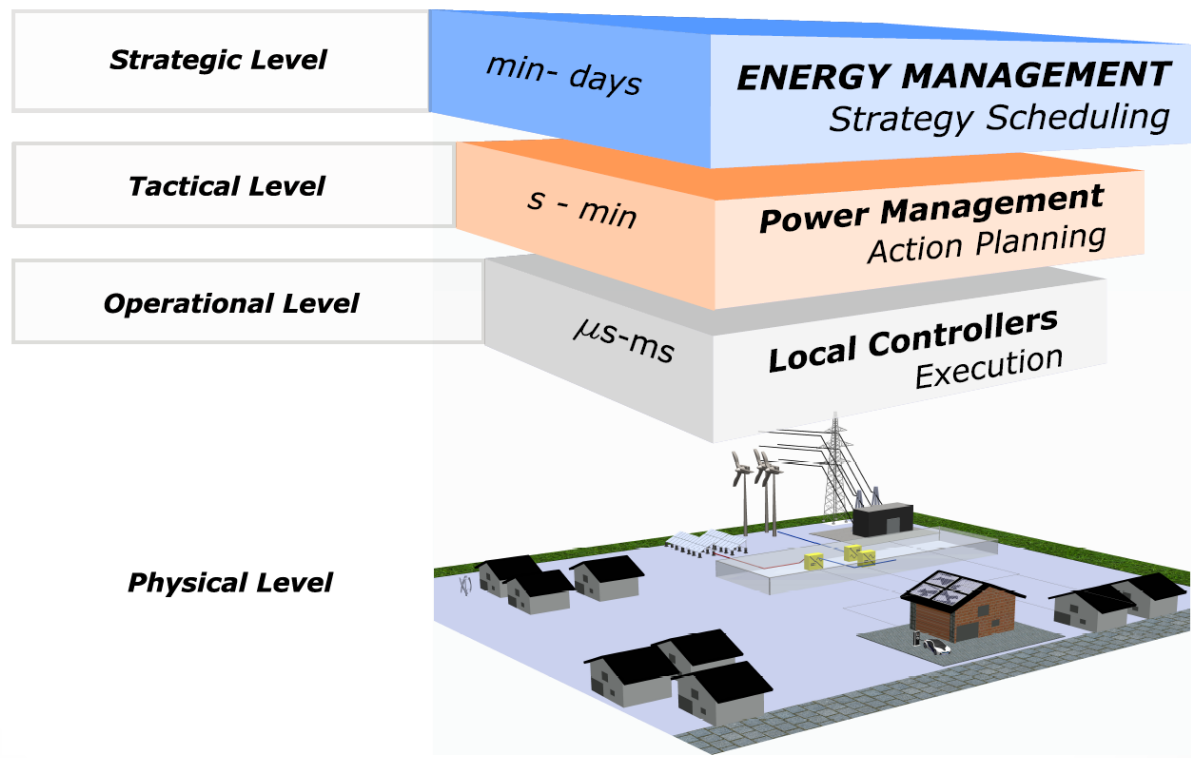 Strategic Level
min- days
ENERGY MANAGEMENT
Strategy Scheduling
Tactical Level
s - min
Power Management
Action Planning
Operational Level
μs-ms
Local Controllers
Execution
Physical Level